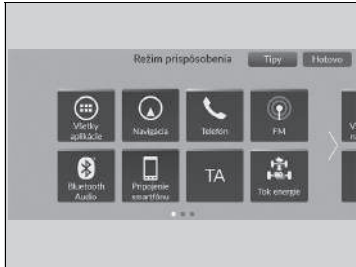 Režim prispôsobenia Tipy Hotovo
Všetky
aplikácie
Navigácia
Telefón
FM
Bluetooth
Audio
Pripojenie
smartfónu
TA
Tok energie